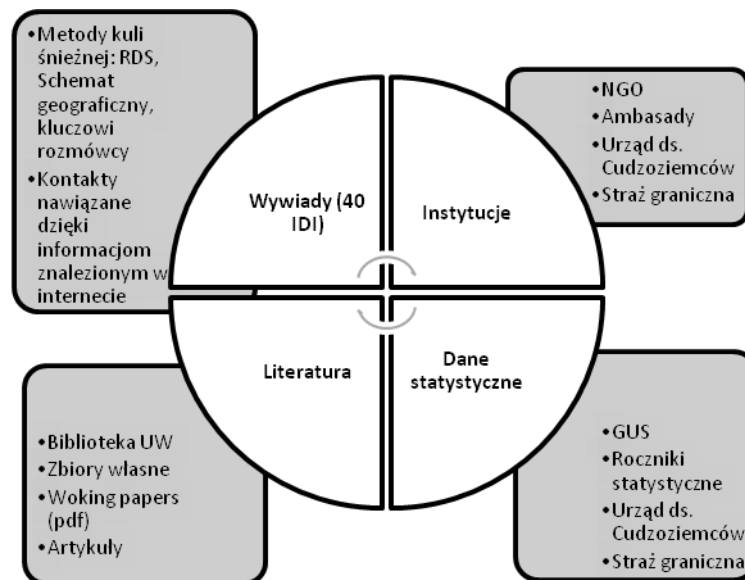 •Metody kuli
śnieżnej: RDS,
Schemat
geograficzny,
kluczowi
rozmówcy
•Kontakty
nawiązane
dzięki
informacjom
znalezionym w
internecie
•NGO
•Ambasady
•Urząd ds.
Cudzoziemców
•Straż graniczna
Wywiady (40
IDI)
Instytucje
Literatura
Dane
statystyczne
•Biblioteka UW
•Zbiory własne
•Woking papers
(pdf)
•Artykuły
•GUS
•Roczniki
statystyczne
•Urząd ds.
Cudzoziemców
•Straż graniczna